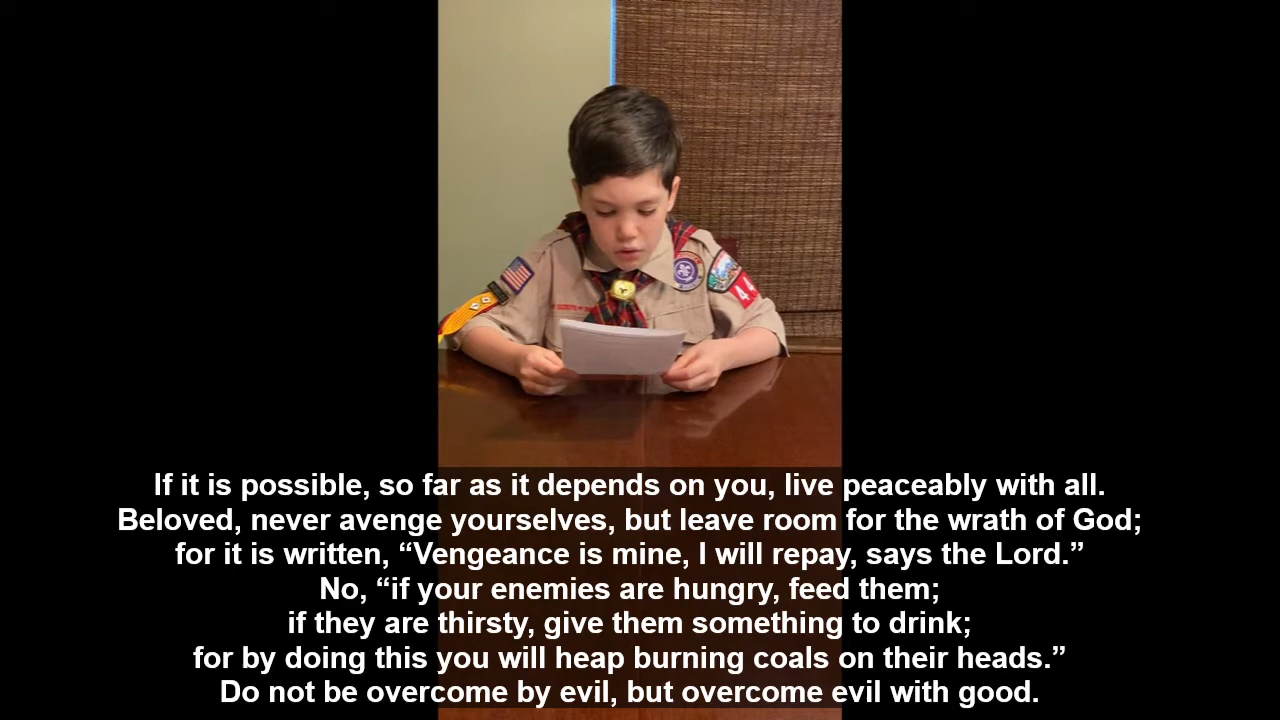 44
If it is possible, so far as it depends on you, live peaceably with all.
Beloved, never avenge yourselves, but leave room for the wrath of God;
for it is written, “Vengeance is mine, I will repay, says the Lord.”
No, “if your enemies are hungry, feed them;
if they are thirsty, give them something to drink;
for by doing this you will heap burning coals on their heads.”
Do not be overcome by evil, but overcome evil with good.